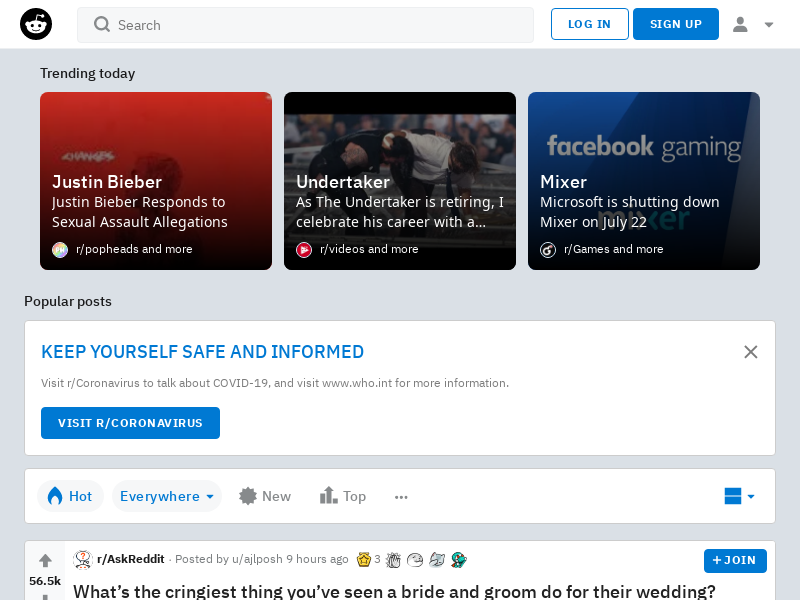 Search
LOG IN
SIGN UP
Trending today
CHANGES
Justin Bieber
Justin Bieber Responds to
Sexual Assault Allegations
r/popheads and more
Undertaker
As The Undertaker is retiring, I
celebrate his career with a…
r/videos and more
facebook gaming
Mixer
Microsoft is shutting down
Mixer on July 22
mixer
r/Games and more
Popular posts
KEEP YOURSELF SAFE AND INFORMED
Visit r/Coronavirus to talk about COVID-19, and visit www.who.int for more information.
VISIT R/CORONAVIRUS
Hot
Everywhere
New
Top
r/AskReddit · Posted by u/ajlposh 9 hours ago 3
+ JOIN
56.5k
What’s the cringiest thing you’ve seen a bride and groom do for their wedding?